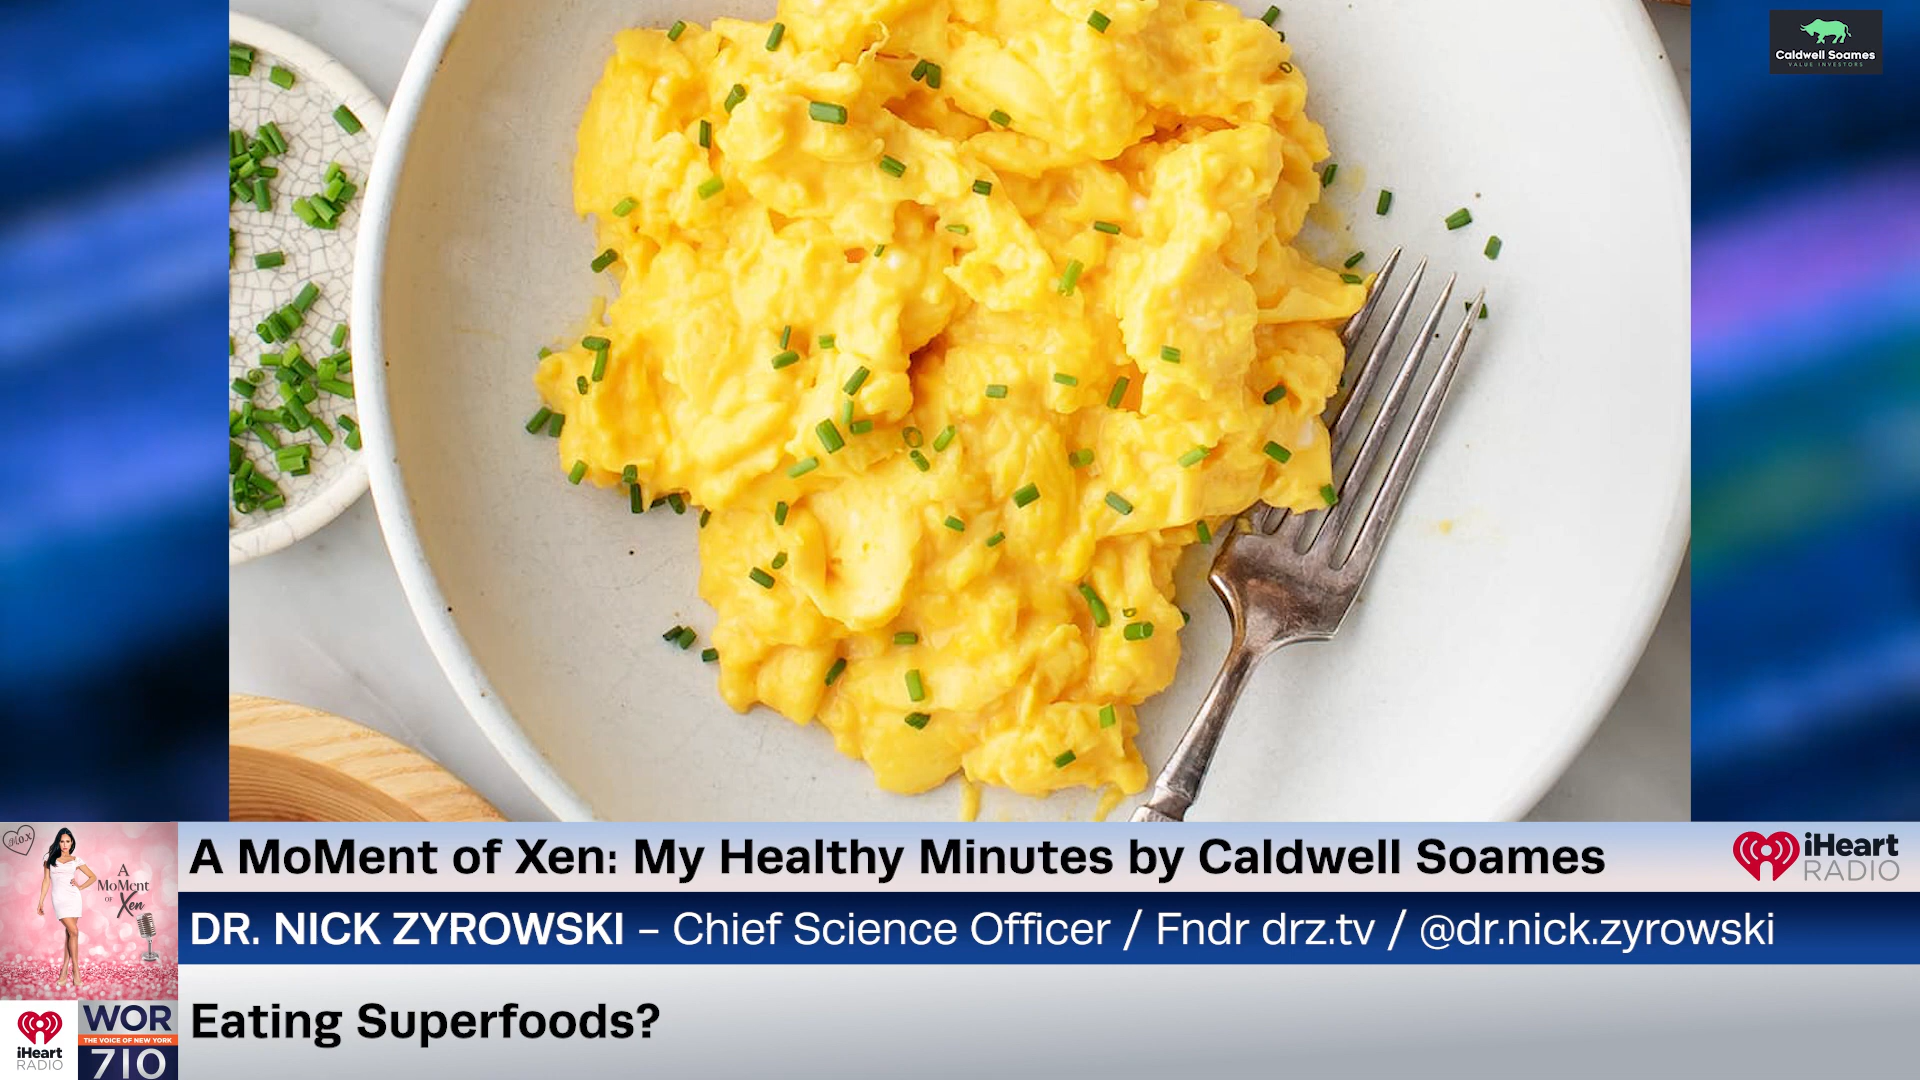 Caldwell Soames
VALUE INVESTORS
A MoMent of Xen: My Healthy Minutes by Caldwell Soames
iHeart
RADIO
DR. NICK ZYROWSKI – Chief Science Officer / Fndr drz.tv / @dr.nick.zyrowski
Eating Superfoods?
M.O.X
A
MoMent
OF
Xen
iHeart
RADIO
WOR
THE VOICE OF NEW YORK
710